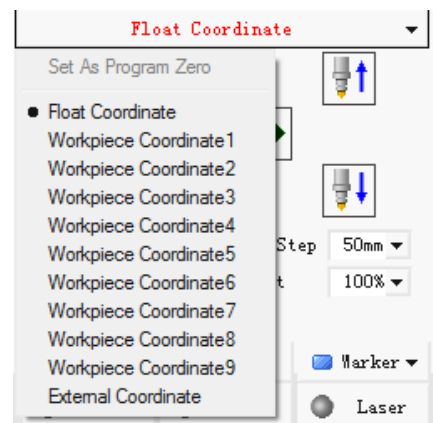 Float Coordinate
Set As Program Zero
Float Coordinate
Workpiece Coordinate1
Workpiece Coordinate2
Workpiece Coordinate3
Workpiece Coordinate4
Workpiece Coordinate5
Step 50mm
Workpiece Coordinate6
t 100%
Workpiece Coordinate7
Workpiece Coordinate8
Workpiece Coordinate9
Marker
External Coordinate
Laser